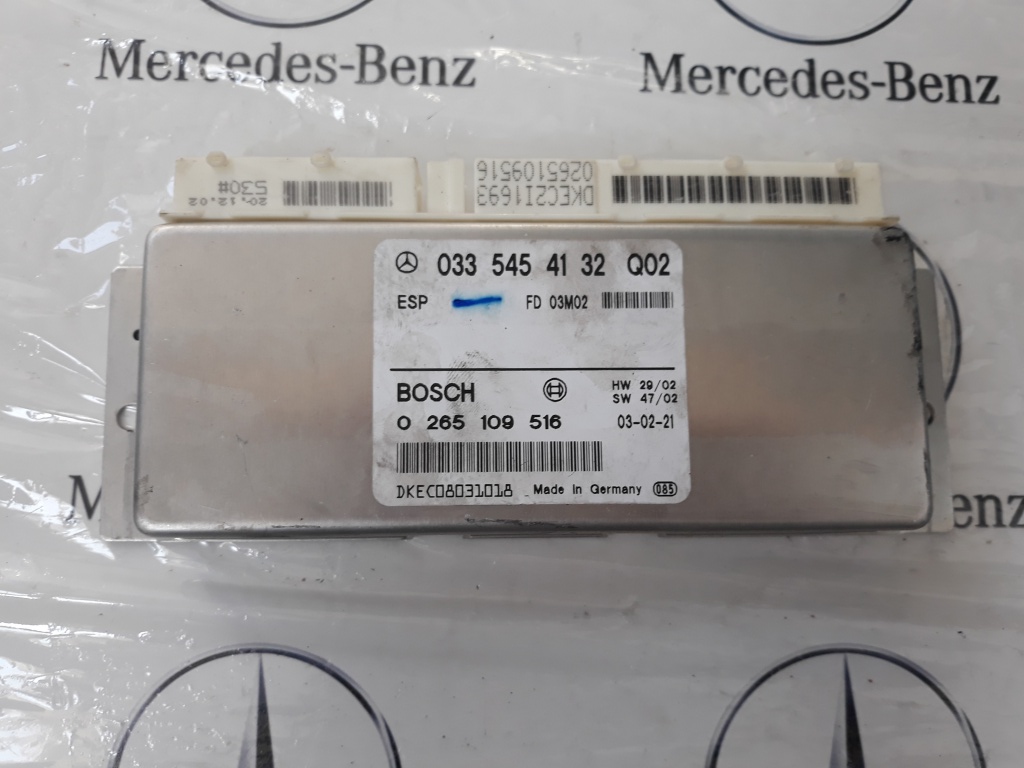 Mercedes-Benz
Mercedes-Benz
20.12.02
530#
DKEC2I1693
0265109516
033 545 41 32 Q02
ESP FD 03M02
BOSCH HW 29/02
SW 47/02
0 265 109 516 03-02-21
DKEC08031018 Made in Germany 085
M
enz